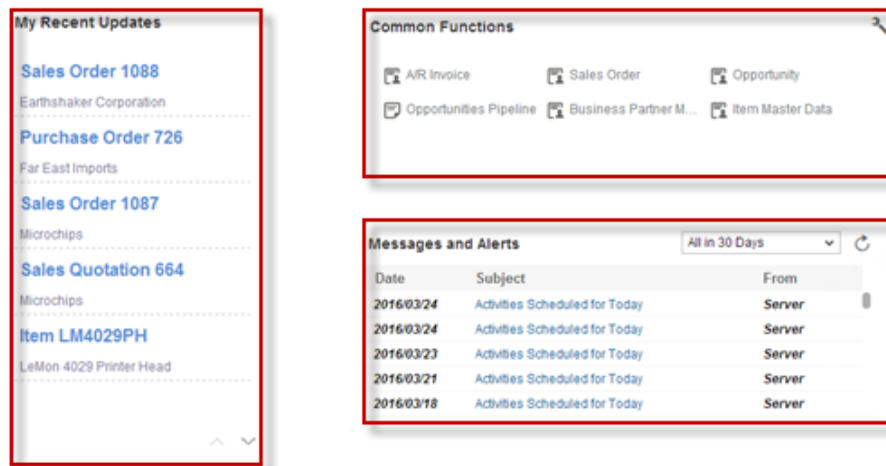 My Recent Updates
Sales Order 1088
Earthshaker Corporation
Purchase Order 726
Far East Imports
Sales Order 1087
Microchips
Sales Quotation 664
Microchips
Item LM4029PH
LeMon 4029 Printer Head
Common Functions
A/R Invoice Sales Order Opportunity
Opportunities Pipeline Business Partner M... Item Master Data
Messages and Alerts All in 30 Days
Date Subject From
2016/03/24 Activities Scheduled for Today Server
2016/03/24 Activities Scheduled for Today Server
2016/03/23 Activities Scheduled for Today Server
2016/03/21 Activities Scheduled for Today Server
2016/03/18 Activities Scheduled for Today Server